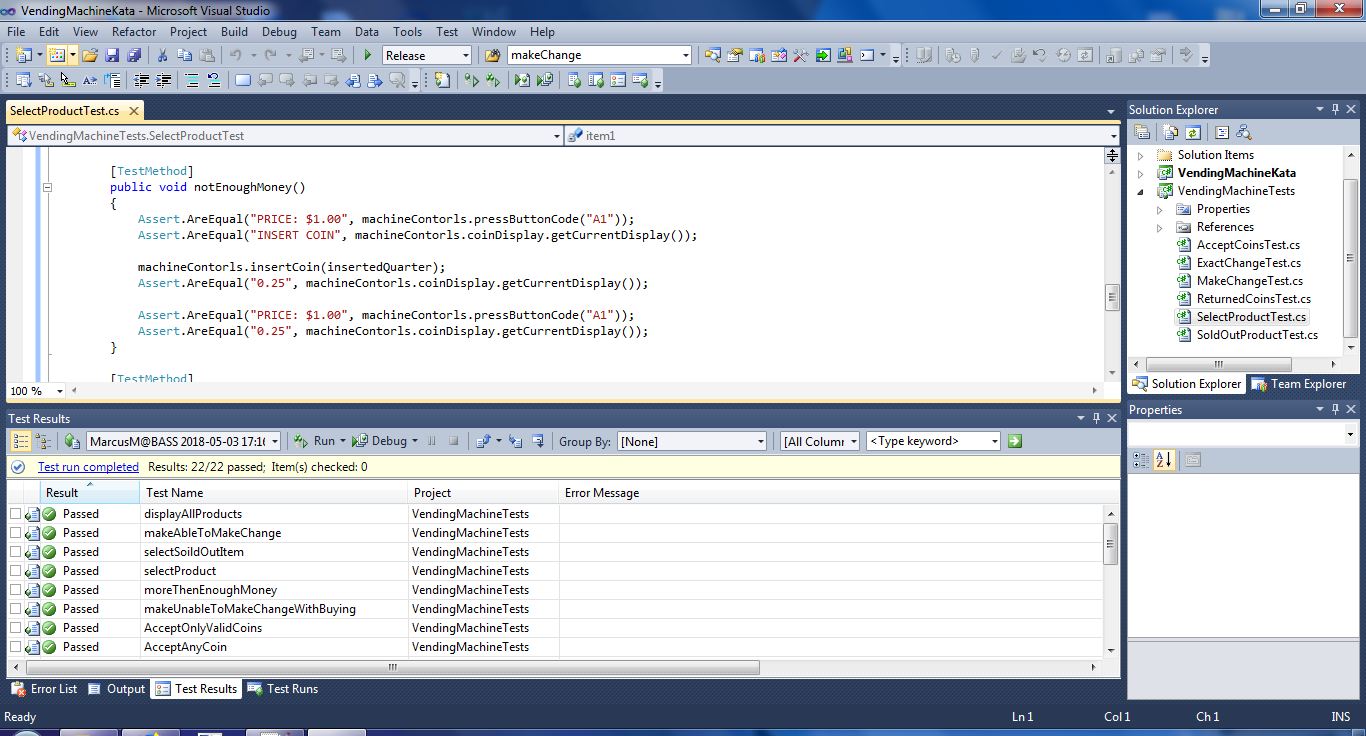 VendingMachineKata - Microsoft Visual Studio
File Edit View Refactor Project Build Debug Team Data Tools Test Window Help
Release makeChange
SelectProductTest.cs
VendingMachineTests.SelectProductTest item1
[TestMethod]
public void notEnoughMoney()
{
Assert.AreEqual("PRICE: $1.00", machineContorls.pressButtonCode("A1"));
Assert.AreEqual("INSERT COIN", machineContorls.coinDisplay.getCurrentDisplay());
machineContorls.insertCoin(insertedQuarter);
Assert.AreEqual("0.25", machineContorls.coinDisplay.getCurrentDisplay());
Assert.AreEqual("PRICE: $1.00", machineContorls.pressButtonCode("A1"));
Assert.AreEqual("0.25", machineContorls.coinDisplay.getCurrentDisplay());
}
[TestMethod]
100 %
Solution Explorer
Solution Items
VendingMachineKata
VendingMachineTests
Properties
References
AcceptCoinsTest.cs
ExactChangeTest.cs
MakeChangeTest.cs
ReturnedCoinsTest.cs
SelectProductTest.cs
SoldOutProductTest.cs
Solution Explorer Team Explorer
Properties
Test Results
MarcusM@BASS 2018-05-03 17:16 Run Debug Group By: [None] [All Column <Type keyword>
Test run completed Results: 22/22 passed; Item(s) checked: 0
Result Test Name Project Error Message
Passed displayAllProducts VendingMachineTests
Passed makeAbleToMakeChange VendingMachineTests
Passed selectSoildOutItem VendingMachineTests
Passed selectProduct VendingMachineTests
Passed moreThenEnoughMoney VendingMachineTests
Passed makeUnableToMakeChangeWithBuying VendingMachineTests
Passed AcceptOnlyValidCoins VendingMachineTests
Passed AcceptAnyCoin VendingMachineTests
Error List Output Test Results Test Runs
Ready Ln 1 Col 1 Ch 1 INS